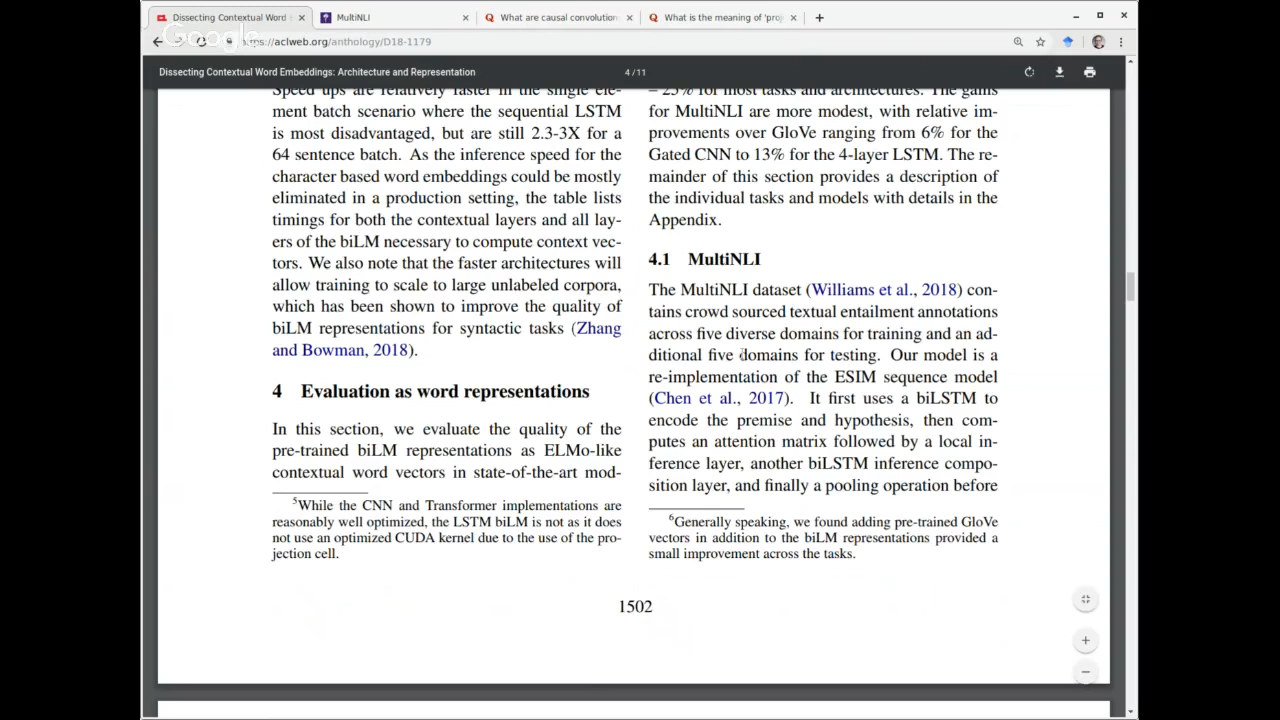 Dissecting Contextual Word
MultiNLI
What are causal convolution
What is the meaning of 'proj
Google
https://aclweb.org/anthology/D18-1179
Dissecting Contextual Word Embeddings: Architecture and Representation
4 / 11
Speed ups are relatively faster in the single ele-
ment batch scenario where the sequential LSTM
is most disadvantaged, but are still 2.3-3X for a
64 sentence batch. As the inference speed for the
character based word embeddings could be mostly
eliminated in a production setting, the table lists
timings for both the contextual layers and all lay-
ers of the biLM necessary to compute context vec-
tors. We also note that the faster architectures will
allow training to scale to large unlabeled corpora,
which has been shown to improve the quality of
biLM representations for syntactic tasks (Zhang
and Bowman, 2018).
4 Evaluation as word representations
In this section, we evaluate the quality of the
pre-trained biLM representations as ELMo-like
contextual word vectors in state-of-the-art mod-
5While the CNN and Transformer implementations are
reasonably well optimized, the LSTM biLM is not as it does
not use an optimized CUDA kernel due to the use of the pro-
jection cell.
– 25% for most tasks and architectures. The gains
for MultiNLI are more modest, with relative im-
provements over GloVe ranging from 6% for the
Gated CNN to 13% for the 4-layer LSTM. The re-
mainder of this section provides a description of
the individual tasks and models with details in the
Appendix.
4.1 MultiNLI
The MultiNLI dataset (Williams et al., 2018) con-
tains crowd sourced textual entailment annotations
across five diverse domains for training and an ad-
ditional five domains for testing. Our model is a
re-implementation of the ESIM sequence model
(Chen et al., 2017). It first uses a biLSTM to
encode the premise and hypothesis, then com-
putes an attention matrix followed by a local in-
ference layer, another biLSTM inference compo-
sition layer, and finally a pooling operation before
6Generally speaking, we found adding pre-trained GloVe
vectors in addition to the biLM representations provided a
small improvement across the tasks.
1502